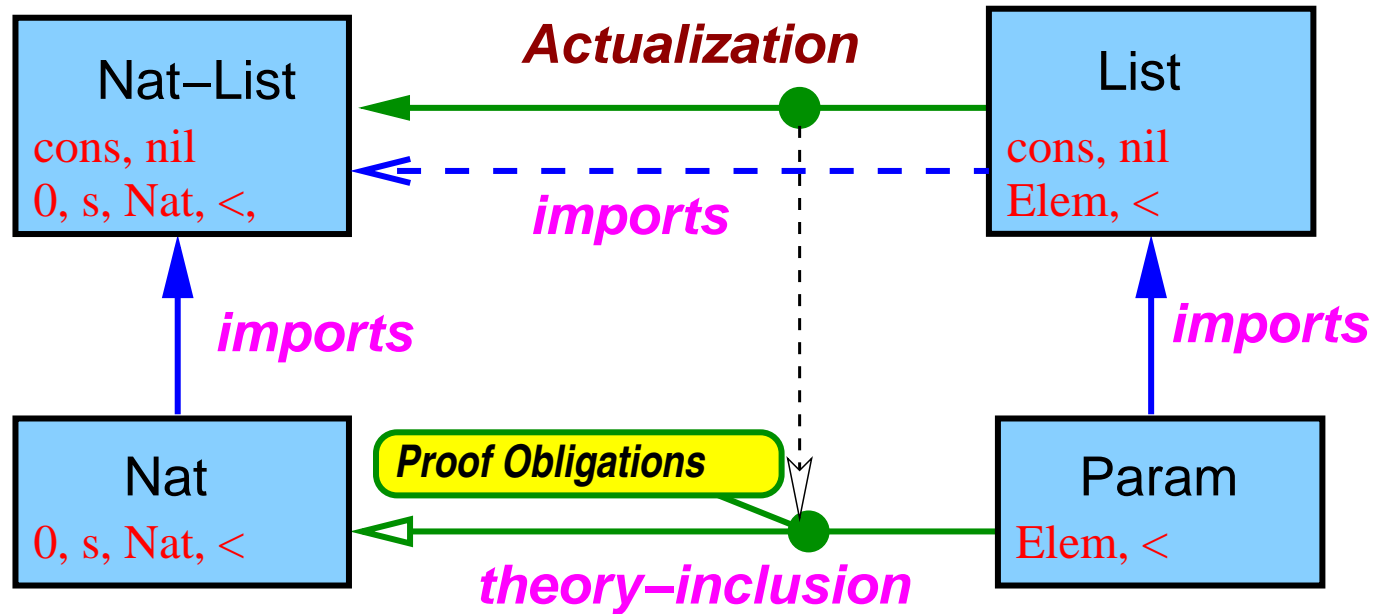 Actualization
Nat–List
List
cons, nil
0, s, Nat, <,
cons, nil
Elem, <
imports
imports
imports
Proof Obligations
Nat
0, s, Nat, <
Param
Elem, <
theory–inclusion